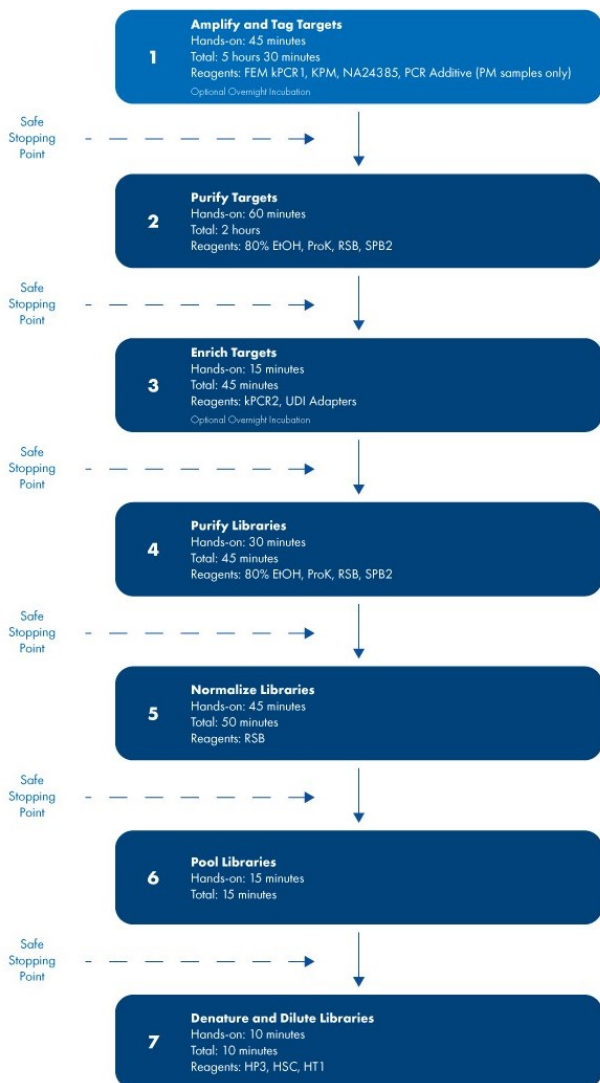 1
Amplify and Tag Targets
Hands-on: 45 minutes
Total: 5 hours 30 minutes
Reagents: FEM kPCR1, KPM, NA24385, PCR Additive (PM samples only)
Optional Overnight Incubation
Safe
Stopping
Point
2
Purify Targets
Hands-on: 60 minutes
Total: 2 hours
Reagents: 80% EtOH, ProK, RSB, SPB2
Safe
Stopping
Point
3
Enrich Targets
Hands-on: 15 minutes
Total: 45 minutes
Reagents: kPCR2, UDI Adapters
Optional Overnight Incubation
Safe
Stopping
Point
4
Purify Libraries
Hands-on: 30 minutes
Total: 45 minutes
Reagents: 80% EtOH, ProK, RSB, SPB2
Safe
Stopping
Point
5
Normalize Libraries
Hands-on: 45 minutes
Total: 50 minutes
Reagents: RSB
Safe
Stopping
Point
6
Pool Libraries
Hands-on: 15 minutes
Total: 15 minutes
Safe
Stopping
Point
7
Denature and Dilute Libraries
Hands-on: 10 minutes
Total: 10 minutes
Reagents: HP3, HSC, HT1